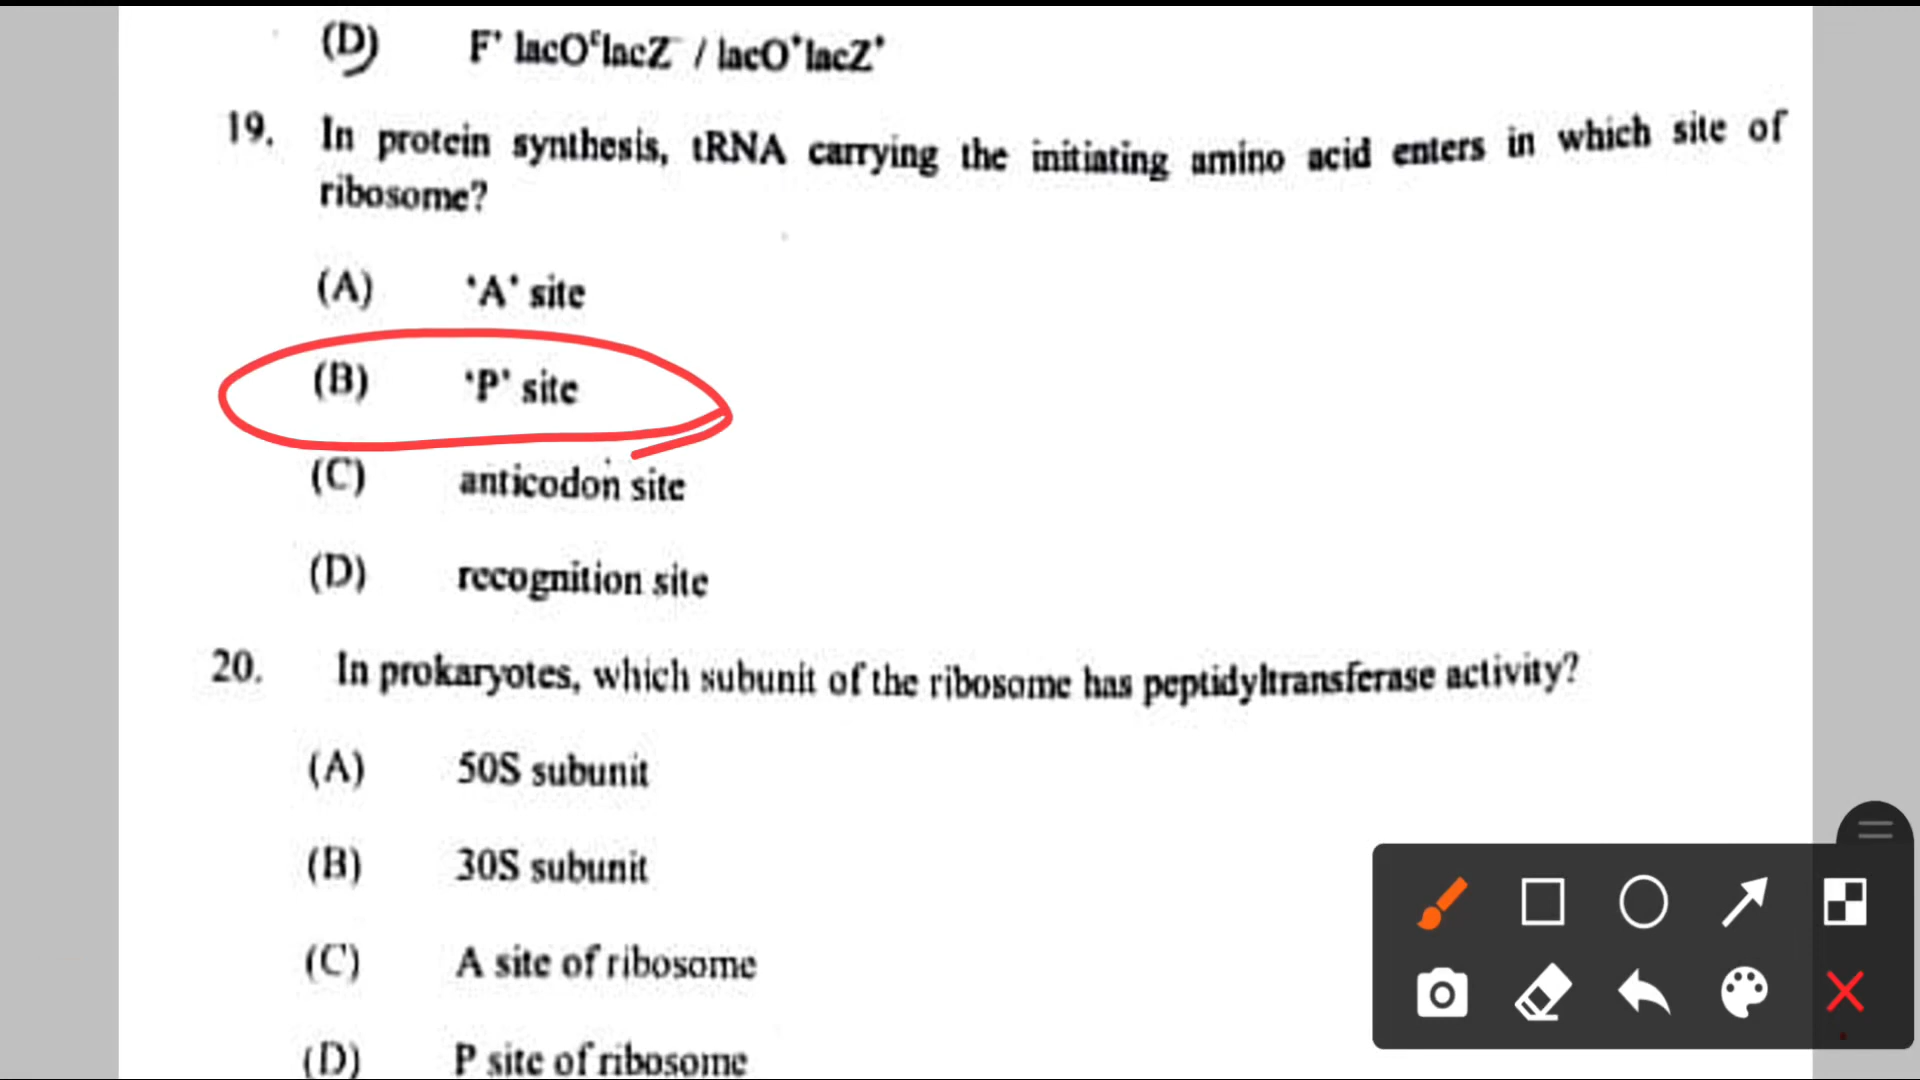 (D) F' lacOᶜlacZ⁻ / lacO⁺lacZ⁺
19. In protein synthesis, tRNA carrying the initiating amino acid enters in which site of
ribosome?
(A) 'A' site
(B) 'P' site
(C) anticodon site
(D) recognition site
20. In prokaryotes, which subunit of the ribosome has peptidyltransferase activity?
(A) 50S subunit
(B) 30S subunit
(C) A site of ribosome
(D) P site of ribosome